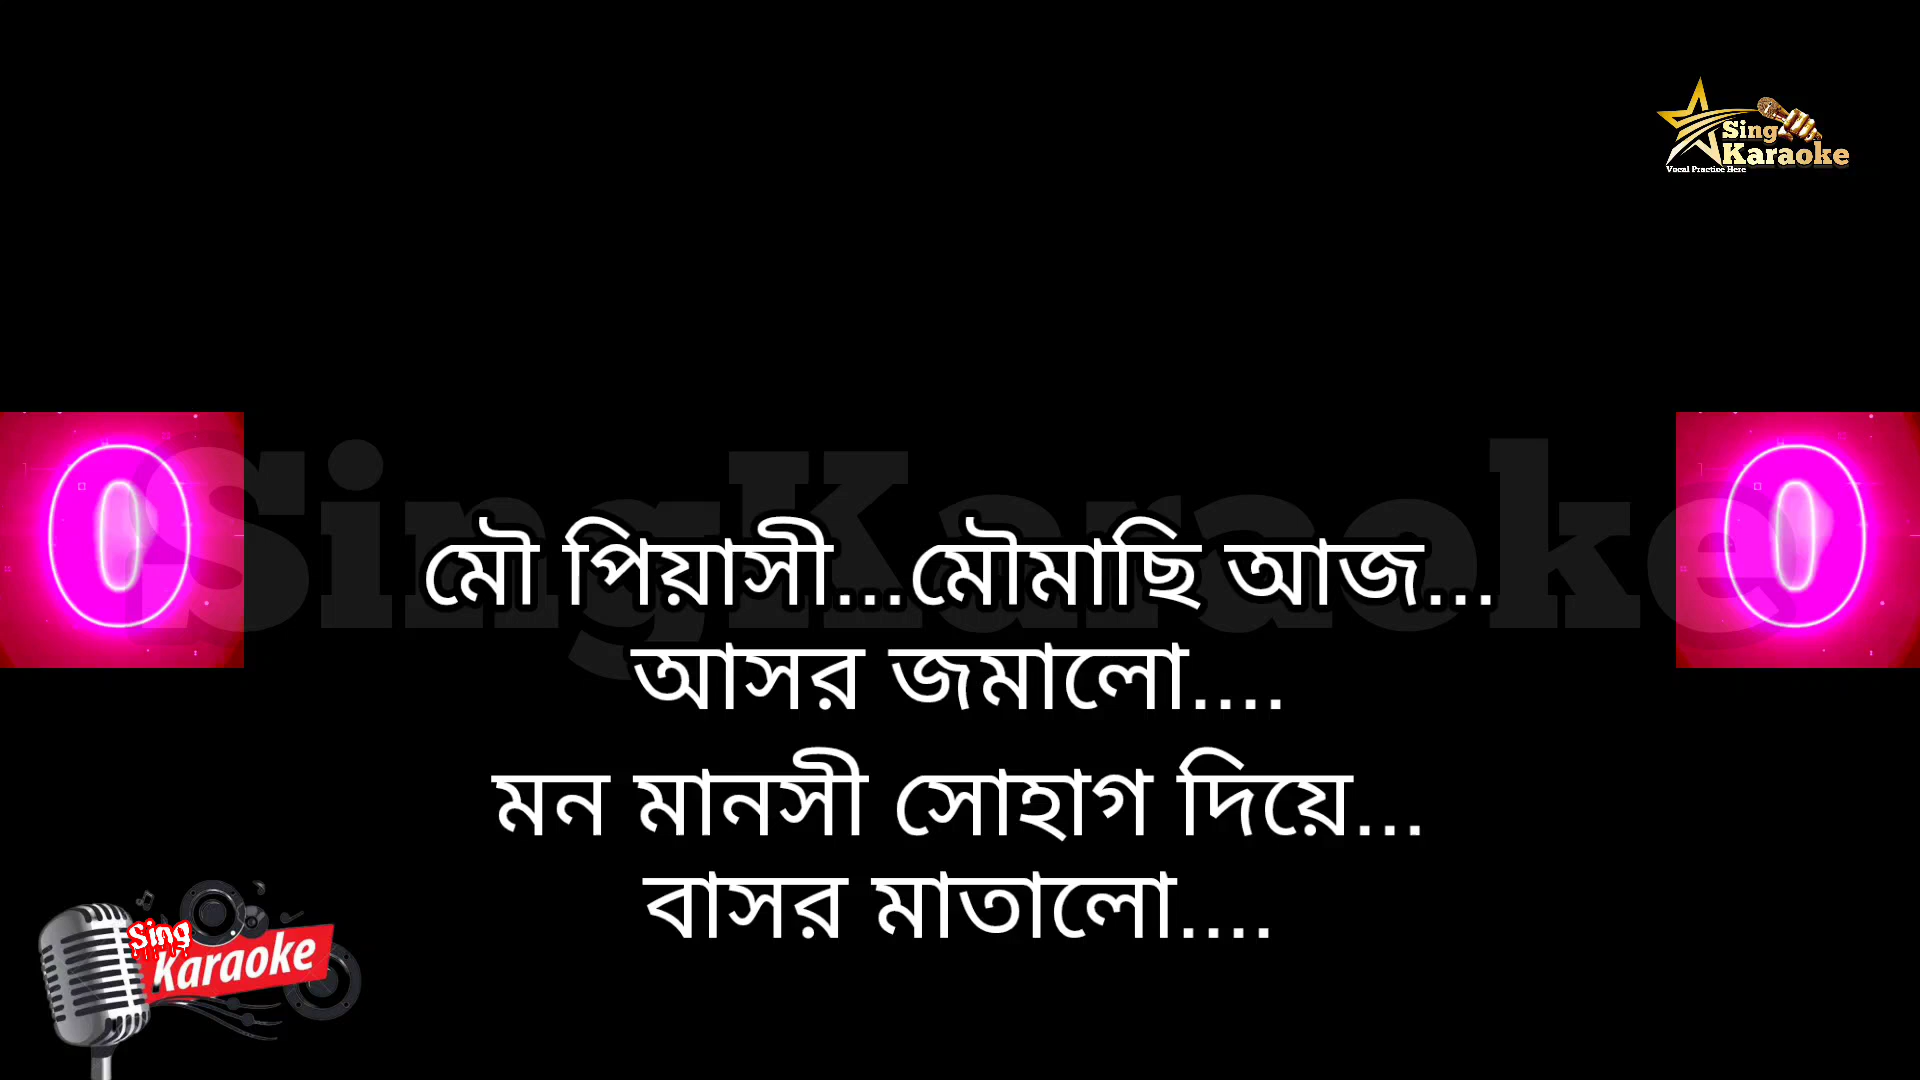 Sing
Karaoke
Vocal Practice Here
0
0
SingKaraoke
মৌ পিয়াসী...মৌমাছি আজ...
আসর জমালো....
মন মানসী সোহাগ দিয়ে...
বাসর মাতালো....
Sing
Karaoke